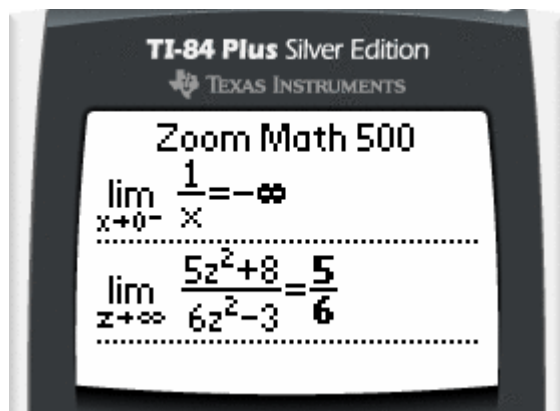 TI-84 Plus Silver Edition
TEXAS INSTRUMENTS
Zoom Math 500
lim x→0⁻ 1/x=-∞
lim z→∞ (5z²+8)/(6z²-3)=5/6